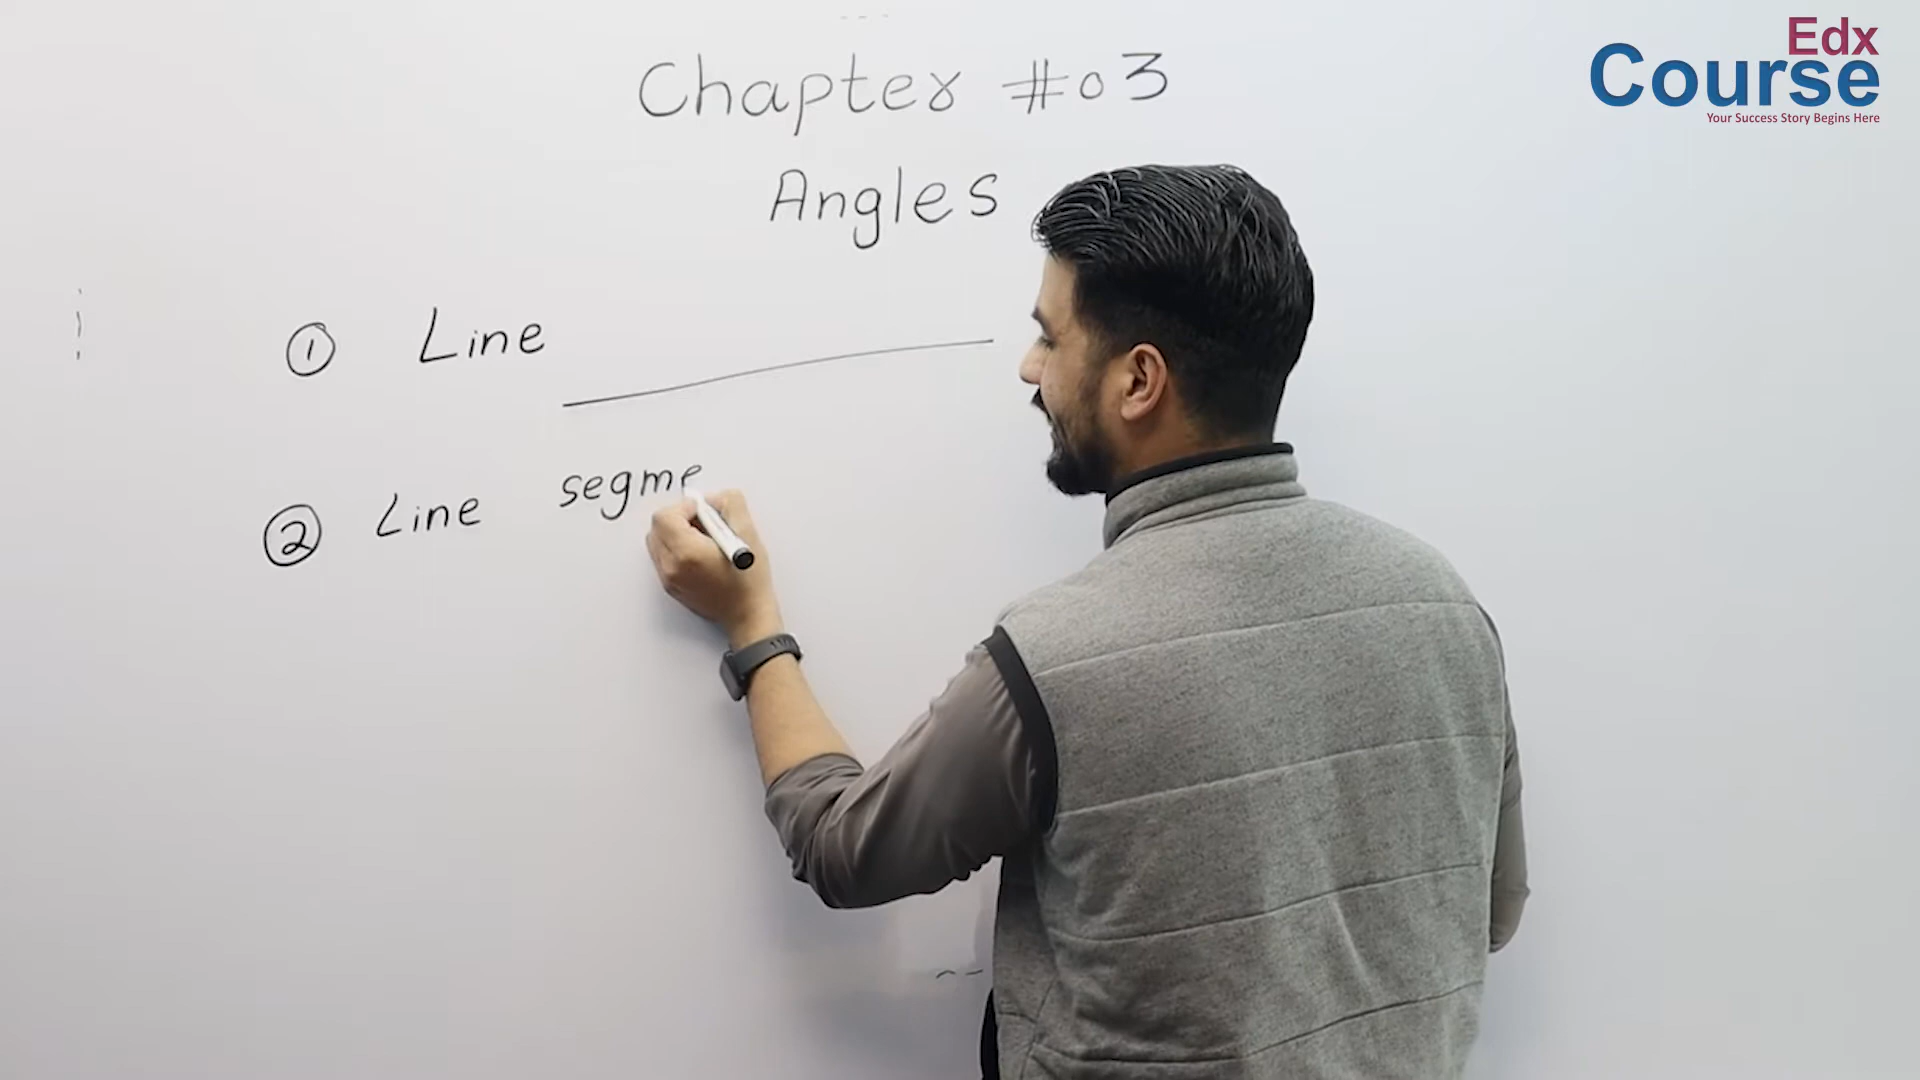 Edx
Course
Your Success Story Begins Here
Chapter #03
Angles
① Line
② Line segme